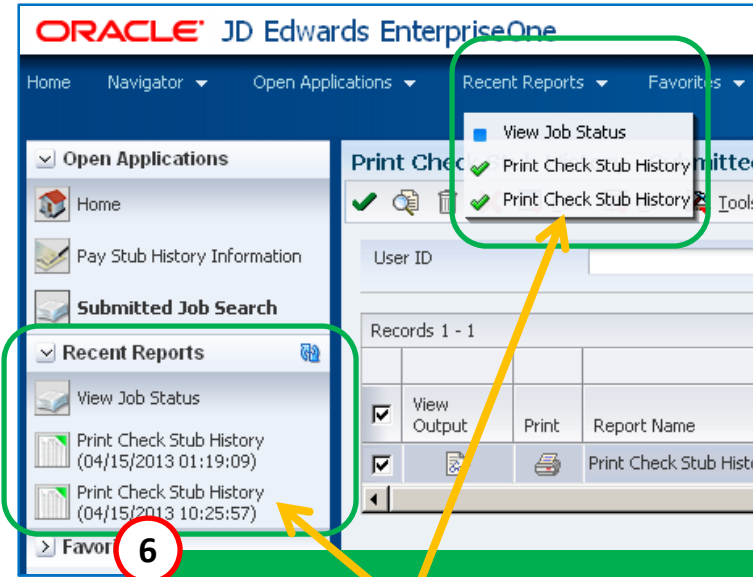 ORACLE JD Edwards EnterpriseOne
Home Navigator Open Applications Recent Reports Favorites
View Job Status
Print Check Stub History
Print Check Stub History
Open Applications
Home
Pay Stub History Information
Submitted Job Search
Recent Reports
View Job Status
Print Check Stub History
(04/15/2013 01:19:09)
Print Check Stub History
(04/15/2013 10:25:57)
6
Print
Tools
User ID
Records 1 - 1
View Output Print Report Name
Print Check Stub